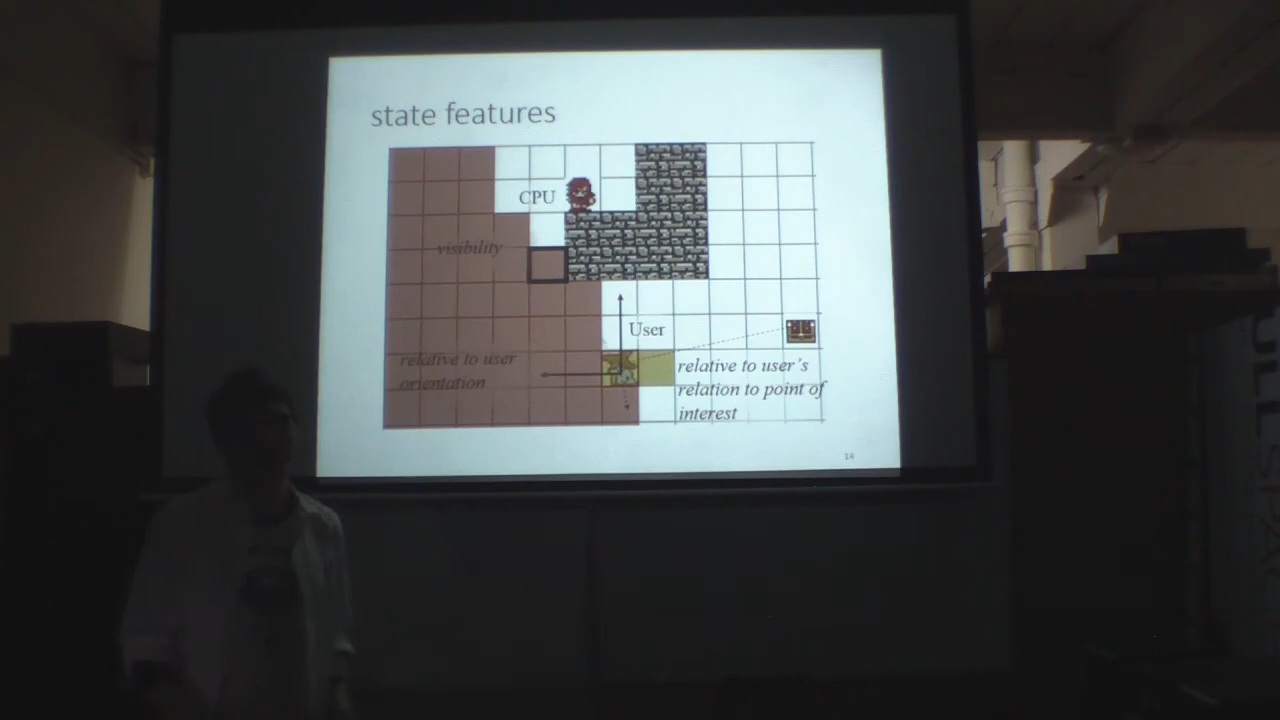 state features
CPU
visibility
User
relative to user
orientation
relative to user's
relation to point of
interest
14